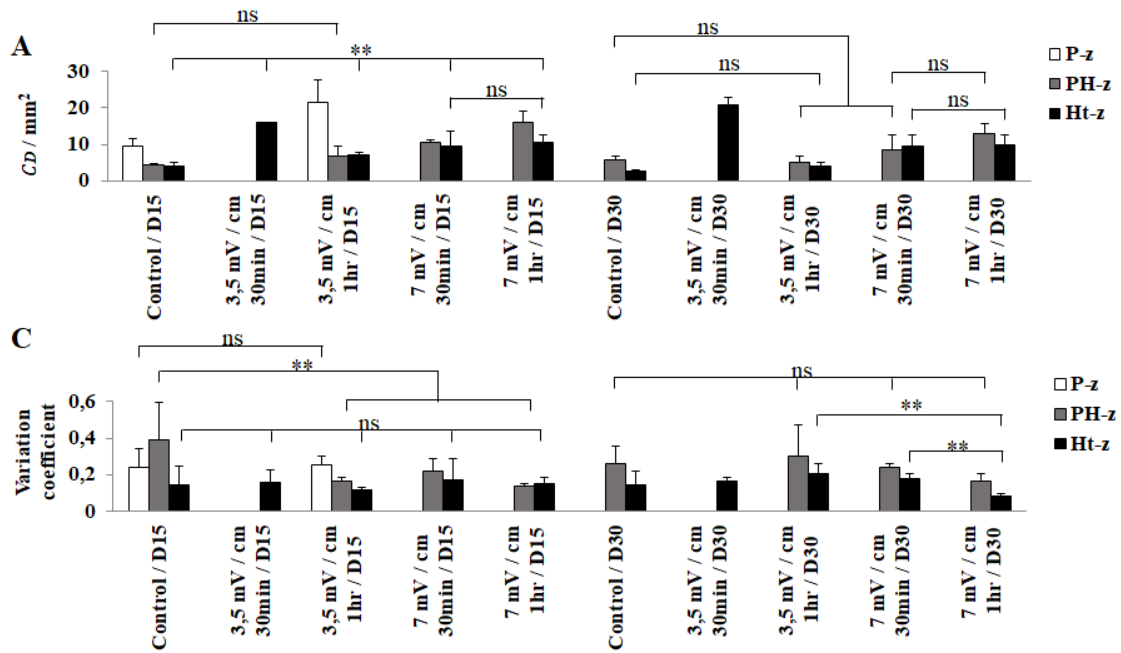 A
ns
**
ns
ns
ns
ns
ns
P-z
PH-z
Ht-z
CD / mm²
30
20
10
0
Control / D15
3,5 mV / cm
30min / D15
3,5 mV / cm
1hr / D15
7 mV / cm
30min / D15
7 mV / cm
1hr / D15
Control / D30
3,5 mV / cm
30min / D30
3,5 mV / cm
1hr / D30
7 mV / cm
30min / D30
7 mV / cm
1hr / D30
C
ns
**
ns
ns
**
**
P-z
PH-z
Ht-z
Variation
coefficient
0,6
0,4
0,2
0
Control / D15
3,5 mV / cm
30min / D15
3,5 mV / cm
1hr / D15
7 mV / cm
30min / D15
7 mV / cm
1hr / D15
Control / D30
3,5 mV / cm
30min / D30
3,5 mV / cm
1hr / D30
7 mV / cm
30min / D30
7 mV / cm
1hr / D30